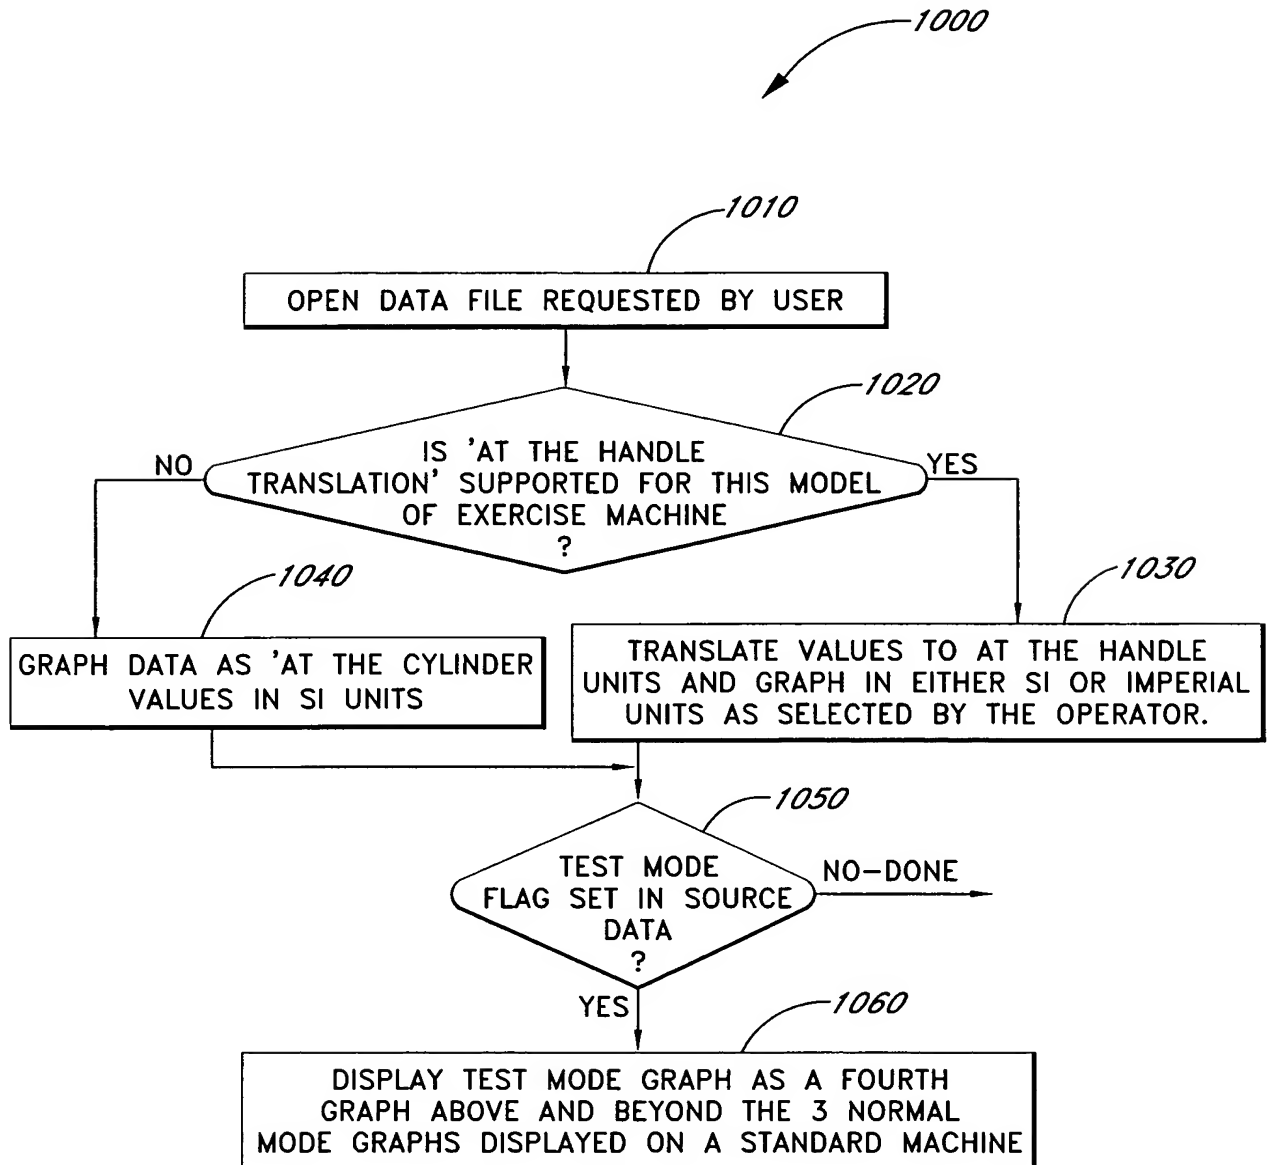 1000
1010
OPEN DATA FILE REQUESTED BY USER
1020
IS 'AT THE HANDLE
TRANSLATION' SUPPORTED FOR THIS MODEL
OF EXERCISE MACHINE
?
NO
YES
1040
GRAPH DATA AS 'AT THE CYLINDER
VALUES IN SI UNITS
1030
TRANSLATE VALUES TO AT THE HANDLE
UNITS AND GRAPH IN EITHER SI OR IMPERIAL
UNITS AS SELECTED BY THE OPERATOR.
1050
TEST MODE
FLAG SET IN SOURCE
DATA
?
NO-DONE
YES
1060
DISPLAY TEST MODE GRAPH AS A FOURTH
GRAPH ABOVE AND BEYOND THE 3 NORMAL
MODE GRAPHS DISPLAYED ON A STANDARD MACHINE